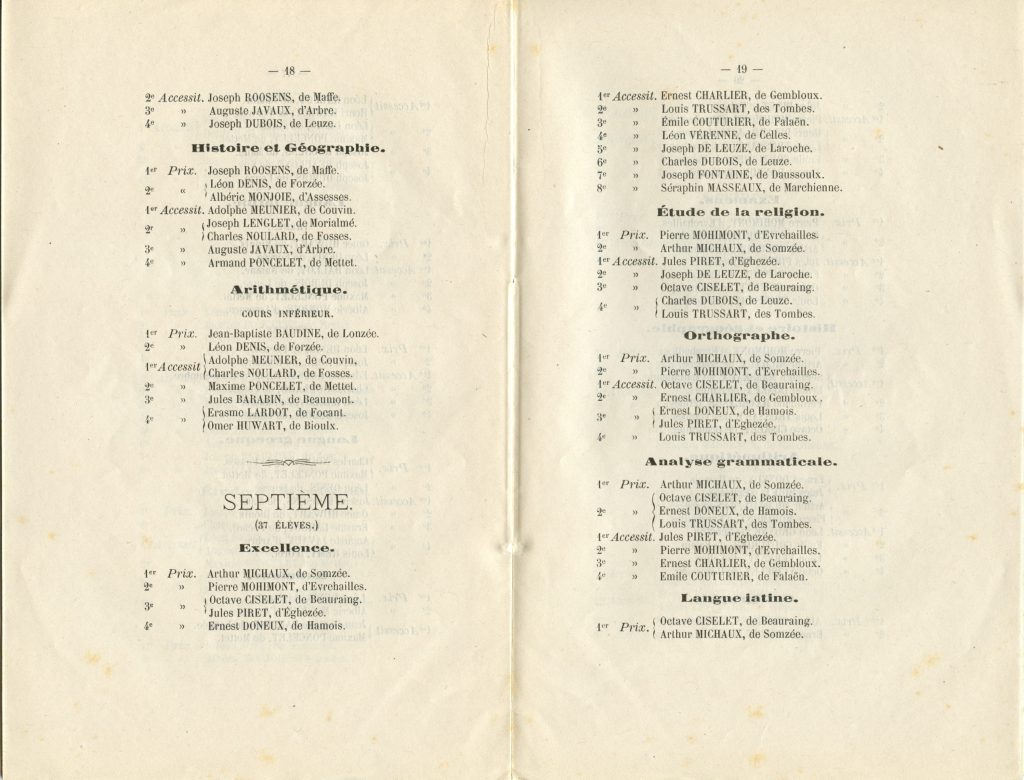 — 18 —
2e Accessit. Joseph ROOSENS, de Maffe.
3e » Auguste JAVAUX, d'Arbre.
4e » Joseph DUBOIS, de Leuze.
Histoire et Géographie.
1er Prix. Joseph ROOSENS, de Maffe.
2e « Léon DENIS, de Forzée.
Albéric MONJOIE, d'Assesses.
1er Accessit. Adolphe MEUNIER, de Couvin.
2e » Joseph LENGLET, de Morialmé.
Charles NOULARD, de Fosses.
3e » Auguste JAVAUX, d'Arbre.
4e » Armand PONCELET, de Mettet.
Arithmétique.
COURS INFÉRIEUR.
1er Prix. Jean-Baptiste BAUDINE, de Lonzée.
2e » Léon DENIS, de Forzée.
1er Accessit Adolphe MEUNIER, de Couvin,
Charles NOULARD, de Fosses.
2e » Maxime PONCELET, de Mettet.
3e » Jules BARABIN, de Beaumont.
4e » Erasme LARDOT, de Focant.
Omer HUWART, de Bioulx.
SEPTIÈME.
(37 ÉLÈVES.)
Excellence.
1er Prix. Arthur MICHAUX, de Somzée.
2e » Pierre MOHIMONT, d'Evrehailles.
3e » Octave CISELET, de Beauraing.
Jules PIRET, d'Éghezée.
4e » Ernest DONEUX, de Hamois.
— 19 —
1er Accessit. Ernest CHARLIER, de Gembloux.
2e » Louis TRUSSART, des Tombes.
3e » Émile COUTURIER, de Falaën.
4e » Léon VÉRENNE, de Celles.
5e » Joseph DE LEUZE, de Laroche.
6e » Charles DUBOIS, de Leuze.
7e » Joseph FONTAINE, de Daussoulx.
8e » Séraphin MASSEAUX, de Marchienne.
Étude de la religion.
1er Prix. Pierre MOHIMONT, d'Evrehailles.
2e » Arthur MICHAUX, de Somzée.
1er Accessit. Jules PIRET, d'Éghezée.
2e » Joseph DE LEUZE, de Laroche.
3e » Octave CISELET, de Beauraing.
4e » Charles DUBOIS, de Leuze.
Louis TRUSSART, des Tombes.
Orthographe.
1er Prix. Arthur MICHAUX, de Somzée.
2e » Pierre MOHIMONT, d'Evrehailles.
1er Accessit. Octave CISELET, de Beauraing.
2e » Ernest CHARLIER, de Gembloux.
3e » Ernest DONEUX, de Hamois.
Jules PIRET, d'Éghezée.
4e » Louis TRUSSART, des Tombes.
Analyse grammaticale.
1er Prix. Arthur MICHAUX, de Somzée.
2e » Octave CISELET, de Beauraing.
Ernest DONEUX, de Hamois.
Louis TRUSSART, des Tombes.
1er Accessit. Jules PIRET, d'Éghezée.
2e » Pierre MOHIMONT, d'Evrehailles.
3e » Ernest CHARLIER, de Gembloux.
4e » Emile COUTURIER, de Falaën.
Langue latine.
1er Prix. Octave CISELET, de Beauraing.
Arthur MICHAUX, de Somzée.